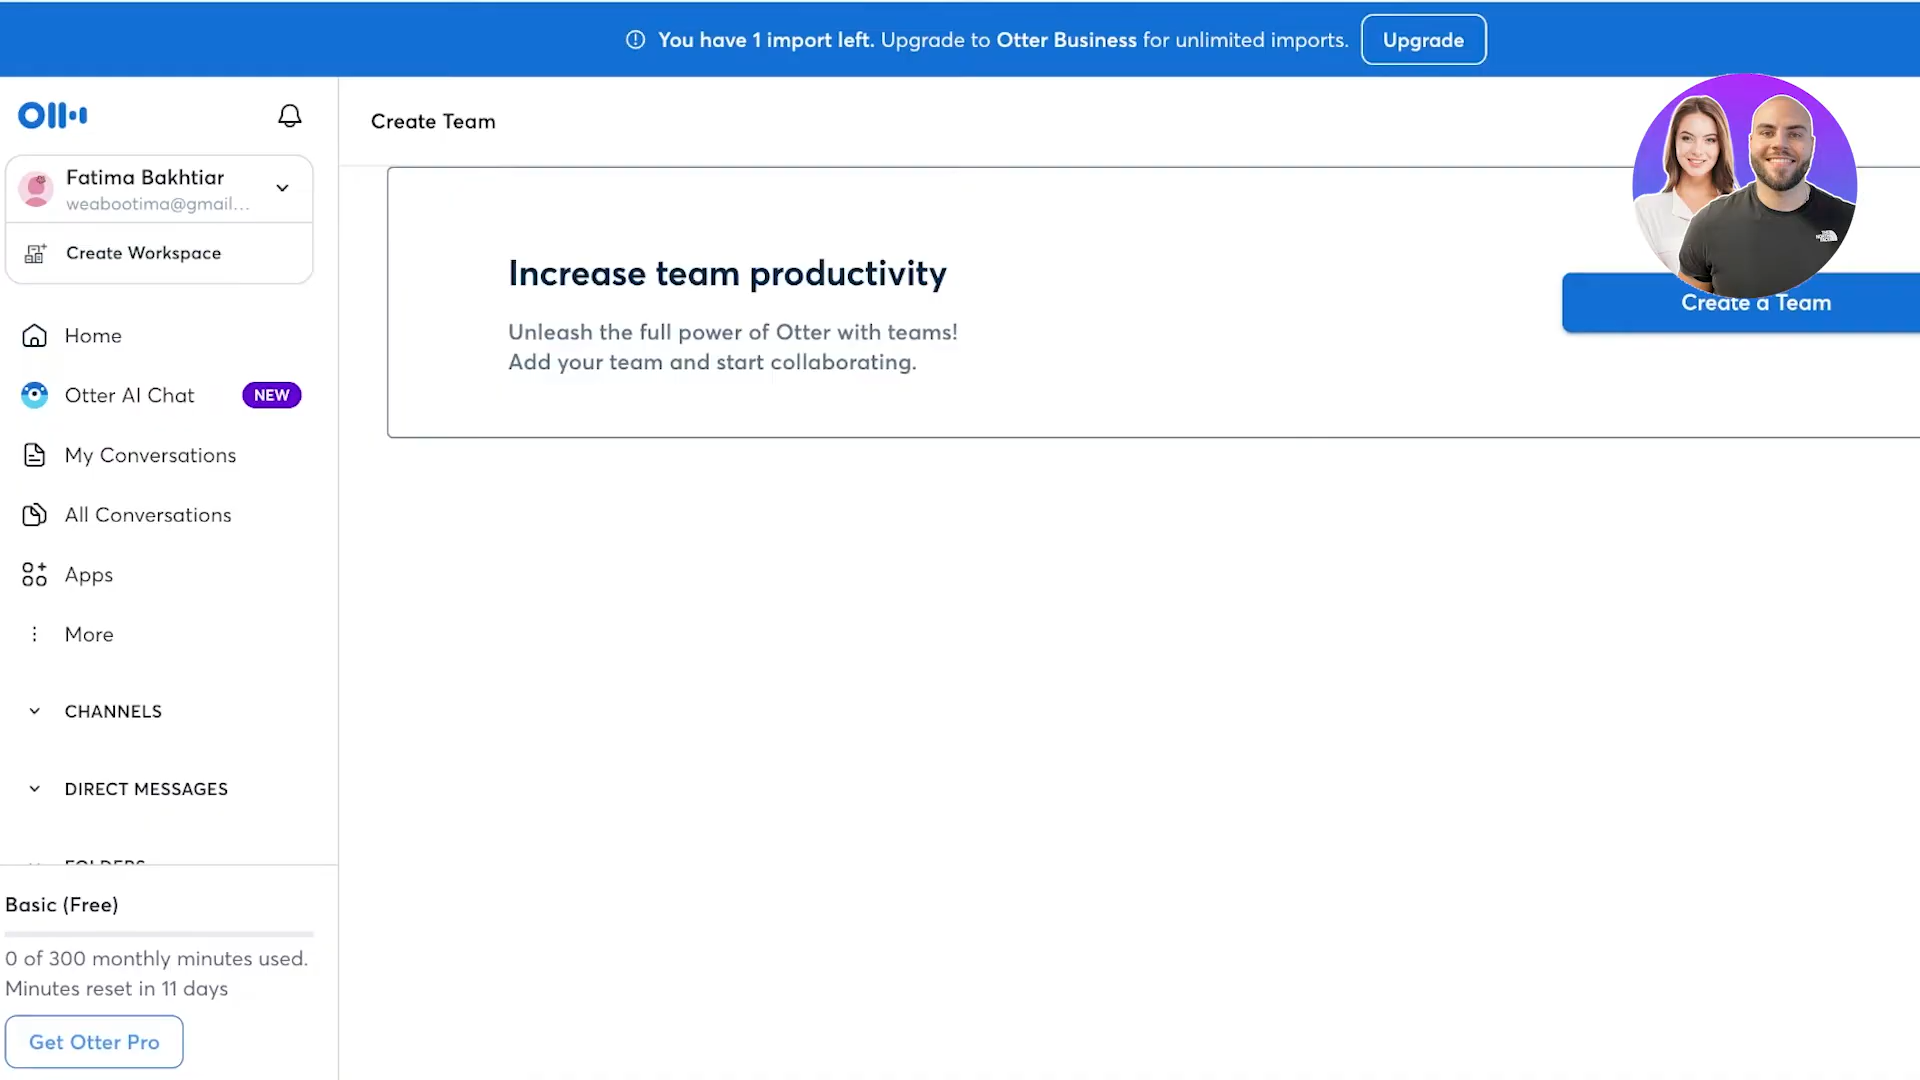 You have 1 import left. Upgrade to Otter Business for unlimited imports.
Upgrade
Create Team
Fatima Bakhtiar
weabootima@gmail...
Create Workspace
Increase team productivity
Unleash the full power of Otter with teams!
Add your team and start collaborating.
Create a Team
Home
Otter AI Chat
NEW
My Conversations
All Conversations
Apps
More
CHANNELS
DIRECT MESSAGES
FOLDERS
Basic (Free)
0 of 300 monthly minutes used.
Minutes reset in 11 days
Get Otter Pro